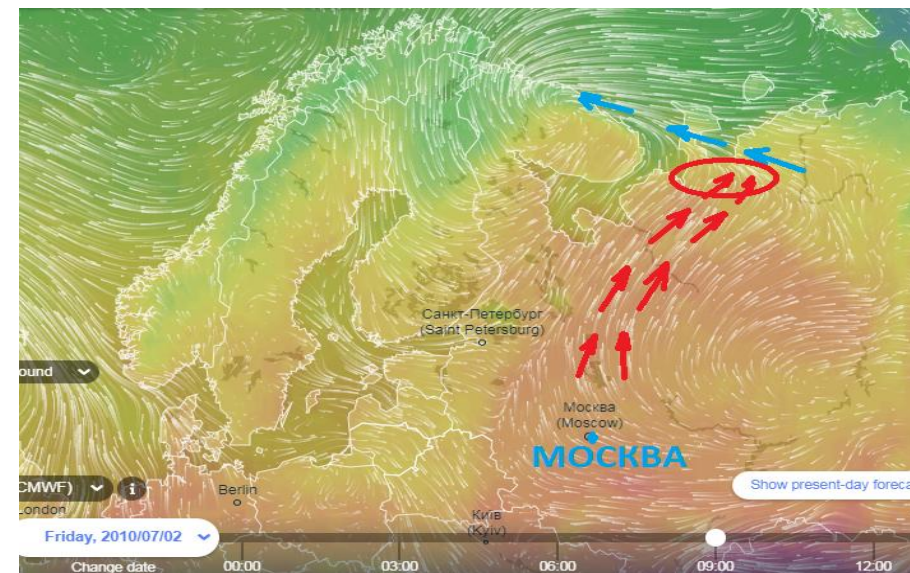 Санкт-Петербург
(Saint Petersburg)
ound
Москва
(Moscow)
МОСКВА
CMWF)
i
London
Berlin
Київ
(Kyiv)
Show present-day foreca
Friday, 2010/07/02
Change date
00:00
03:00
06:00
09:00
12:00